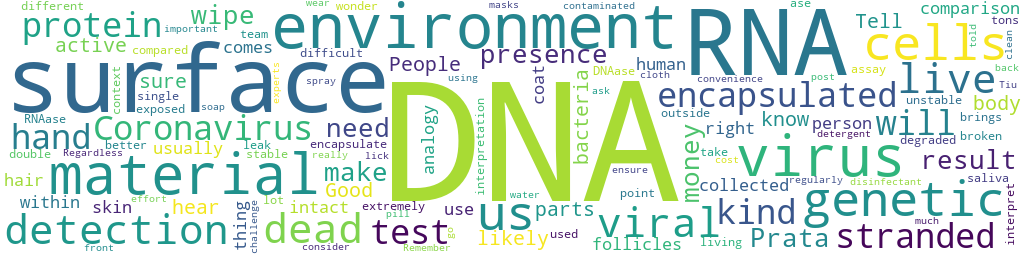 different
wear
wonder
masks
contaminated
ase
comparison
protein
wipe
important
team
environment
RNA
Tell
tons
told
clean
active
compared
comes
difficult
People
presence
human
cells
back
surface
context
sure
single
exposed
spray
experts
soap
using
cloth
coat
DNAase
ask
convenience
post
assay
live
unstable
Tiu
RNAase
hand
Coronavirus
need
DNA
analogy
interpretation
bacteria
encapsulated
outside
right
person
know
will
body
brings
broken
detergent
degraded
double
Regardless
better
usually
leak
encapsulate
stable
really
lick
material
make
Good
hair
within
skin
hear
effort
lot
intact
extremely
pill
use
water
point
ensure
money
take
cost
virus
collected
regularly
disinfectant
result
saliva
genetic
interpret
much
detection
thing
challenge
dead
test
us
parts
viral
kind
front
consider
Remember
go
likely
used
follicles
living
Prata
stranded